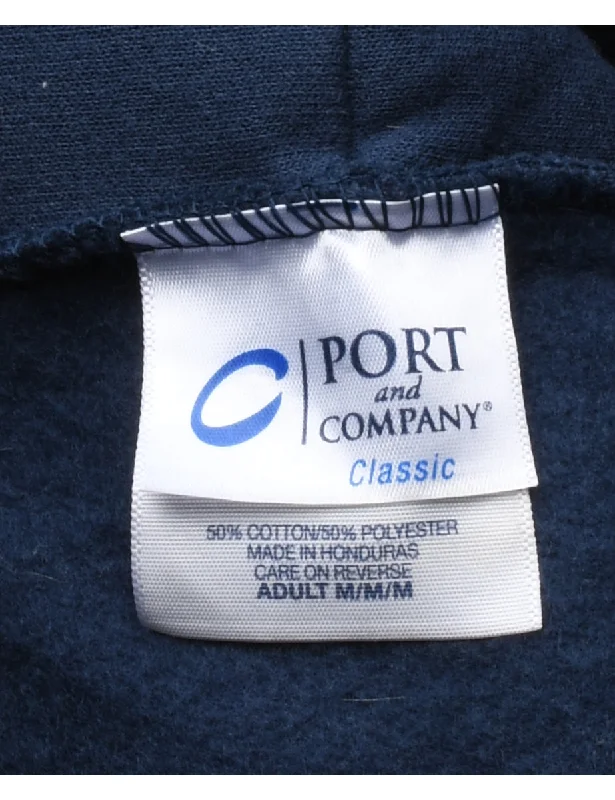 PORT
and
COMPANY®
Classic
50% COTTON/50% POLYESTER
MADE IN HONDURAS
CARE ON REVERSE
ADULT M/M/M